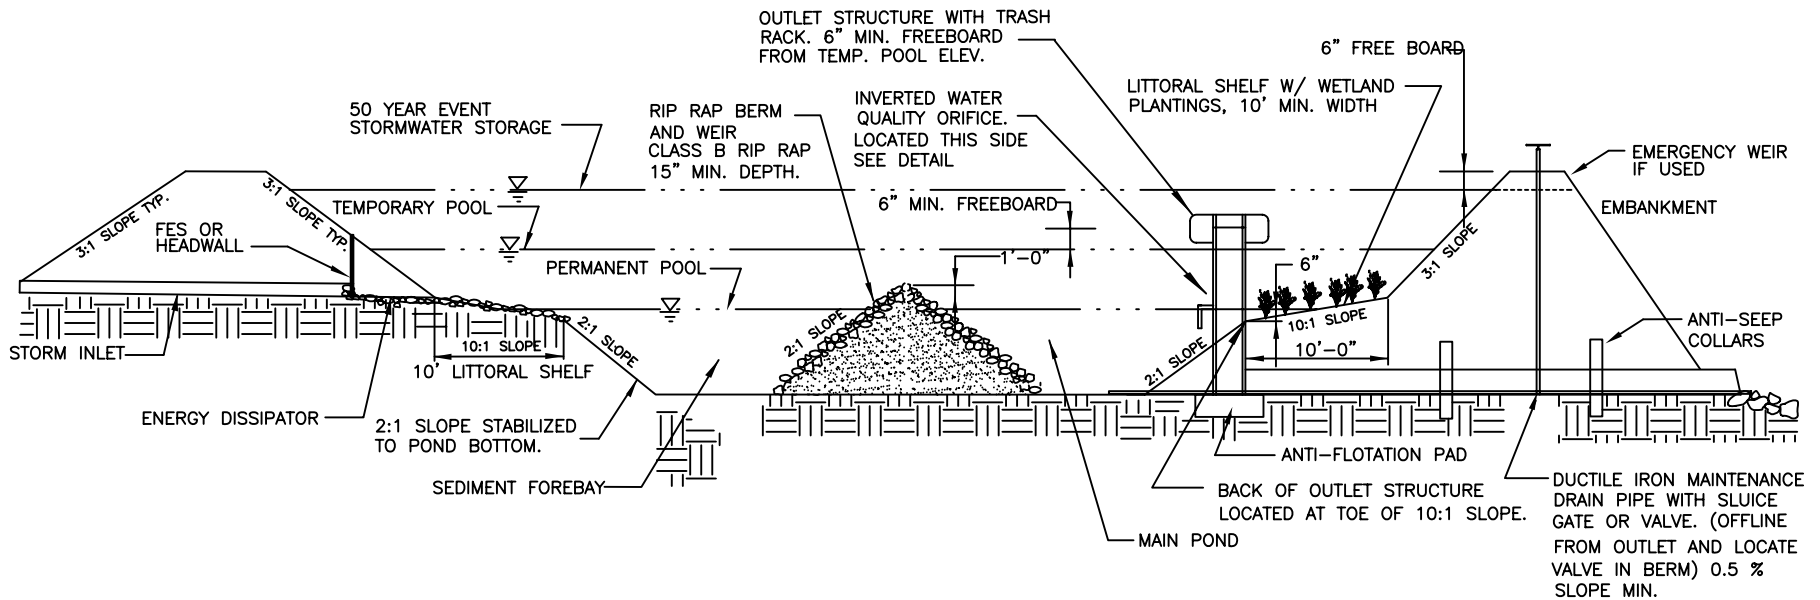 OUTLET STRUCTURE WITH TRASH
RACK. 6" MIN. FREEBOARD
FROM TEMP. POOL ELEV.
6" FREE BOARD
LITTORAL SHELF W/ WETLAND
PLANTINGS, 10' MIN. WIDTH
50 YEAR EVENT
STORMWATER STORAGE
RIP RAP BERM
AND WEIR
CLASS B RIP RAP
15" MIN. DEPTH.
INVERTED WATER
QUALITY ORIFICE.
LOCATED THIS SIDE
SEE DETAIL
EMERGENCY WEIR
IF USED
3:1 SLOPE TYP.
3:1 SLOPE TYP.
TEMPORARY POOL
6" MIN. FREEBOARD
EMBANKMENT
FES OR
HEADWALL
PERMANENT POOL
1'-0"
6"
3:1 SLOPE
STORM INLET
10:1 SLOPE
10' LITTORAL SHELF
2:1 SLOPE
2:1 SLOPE
2:1 SLOPE
10:1 SLOPE
10'-0"
ANTI-SEEP
COLLARS
ENERGY DISSIPATOR
2:1 SLOPE STABILIZED
TO POND BOTTOM.
SEDIMENT FOREBAY
ANTI-FLOTATION PAD
BACK OF OUTLET STRUCTURE
LOCATED AT TOE OF 10:1 SLOPE.
MAIN POND
DUCTILE IRON MAINTENANCE
DRAIN PIPE WITH SLUICE
GATE OR VALVE. (OFFLINE
FROM OUTLET AND LOCATE
VALVE IN BERM) 0.5 %
SLOPE MIN.